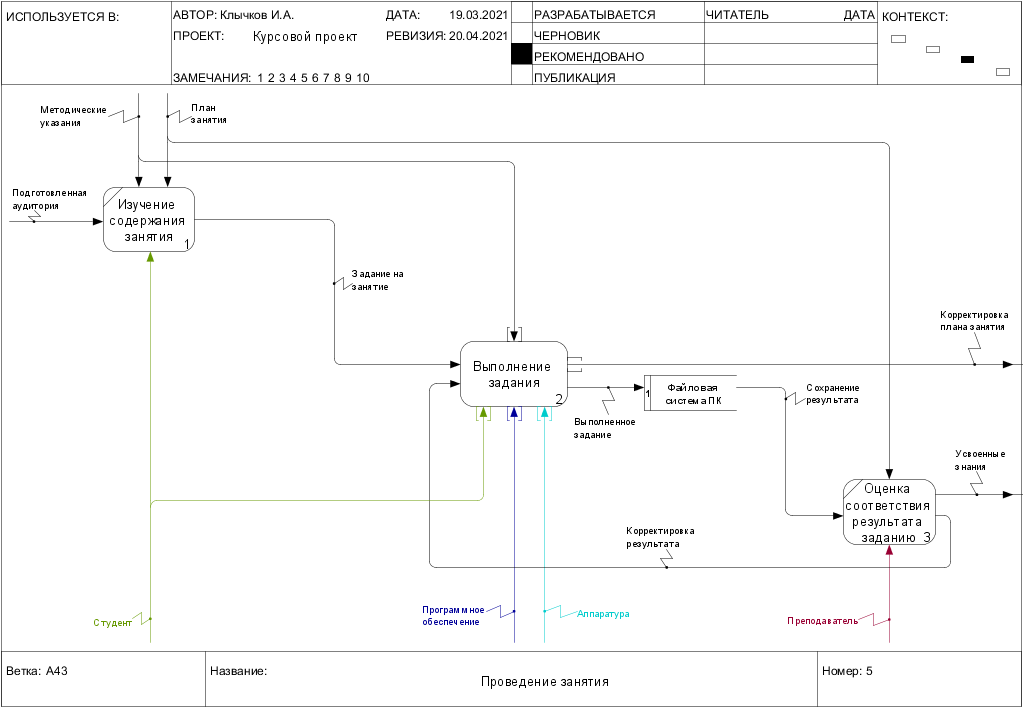 ИСПОЛЬЗУЕТСЯ В:
АВТОР: Клычков И.А.
ДАТА: 19.03.2021
РАЗРАБАТЫВАЕТСЯ
ЧИТАТЕЛЬ
ДАТА
КОНТЕКСТ:
ПРОЕКТ: Курсовой проект
РЕВИЗИЯ: 20.04.2021
ЧЕРНОВИК
РЕКОМЕНДОВАНО
ЗАМЕЧАНИЯ: 1 2 3 4 5 6 7 8 9 10
ПУБЛИКАЦИЯ
Методические
указания
План
занятия
Подготовленная
аудитория
Изучение
содержания
занятия
1
Задание на
занятие
Корректировка
плана занятия
Выполнение
задания
2
1
Файловая
система ПК
Сохранение
результата
Выполненное
задание
Усвоенные
знания
Оценка
соответствия
результата
заданию 3
Корректировка
результата
Студент
Программное
обеспечение
Аппаратура
Преподаватель
Ветка: А43
Название:
Проведение занятия
Номер: 5